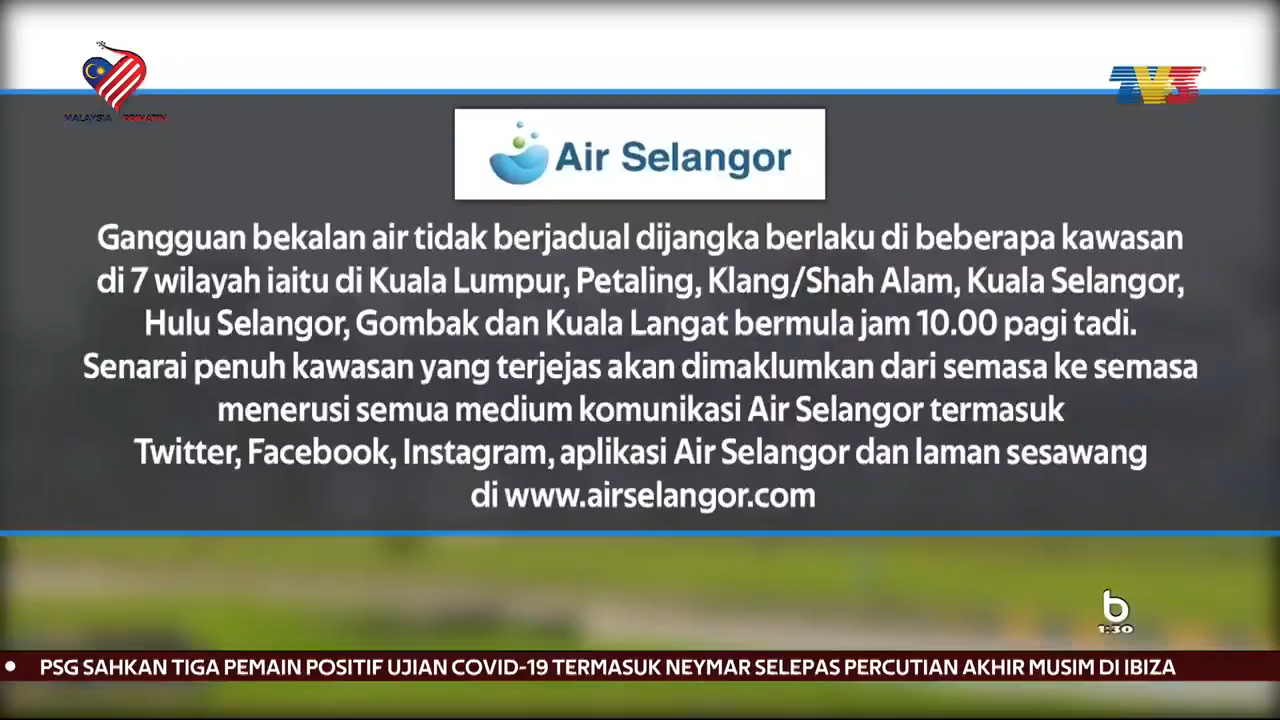 MALAYSIA PRIHATIN
TV3
Air Selangor
Gangguan bekalan air tidak berjadual dijangka berlaku di beberapa kawasan
di 7 wilayah iaitu di Kuala Lumpur, Petaling, Klang/Shah Alam, Kuala Selangor,
Hulu Selangor, Gombak dan Kuala Langat bermula jam 10.00 pagi tadi.
Senarai penuh kawasan yang terjejas akan dimaklumkan dari semasa ke semasa
menerusi semua medium komunikasi Air Selangor termasuk
Twitter, Facebook, Instagram, aplikasi Air Selangor dan laman sesawang
di www.airselangor.com
b
1:30
PSG SAHKAN TIGA PEMAIN POSITIF UJIAN COVID-19 TERMASUK NEYMAR SELEPAS PERCUTIAN AKHIR MUSIM DI IBIZA